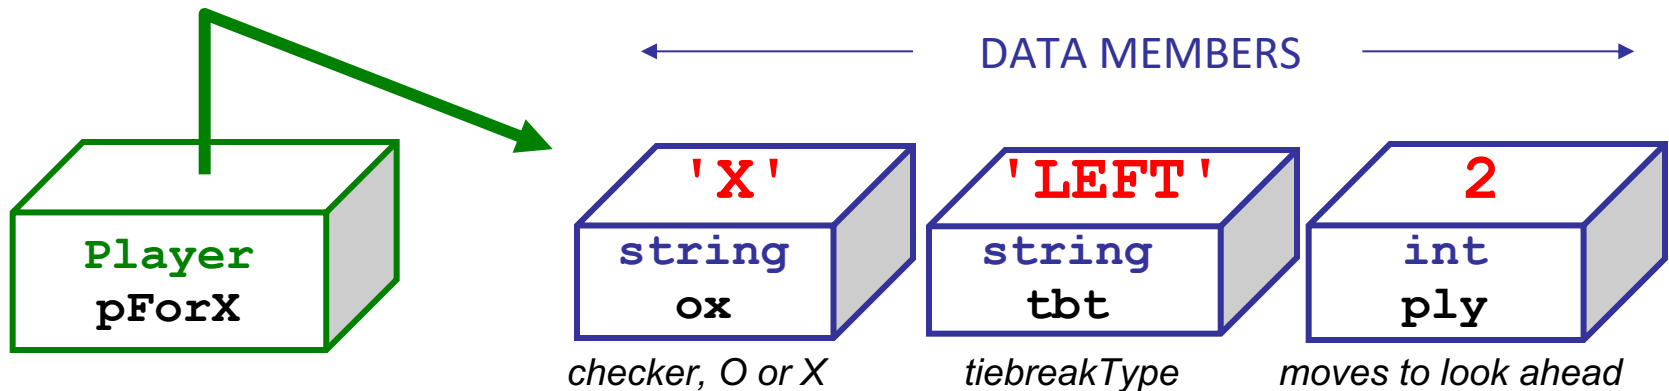 DATA MEMBERS
Player
pForX
'X'
string
ox
checker, O or X
'LEFT'
string
tbt
tiebreakType
2
int
ply
moves to look ahead